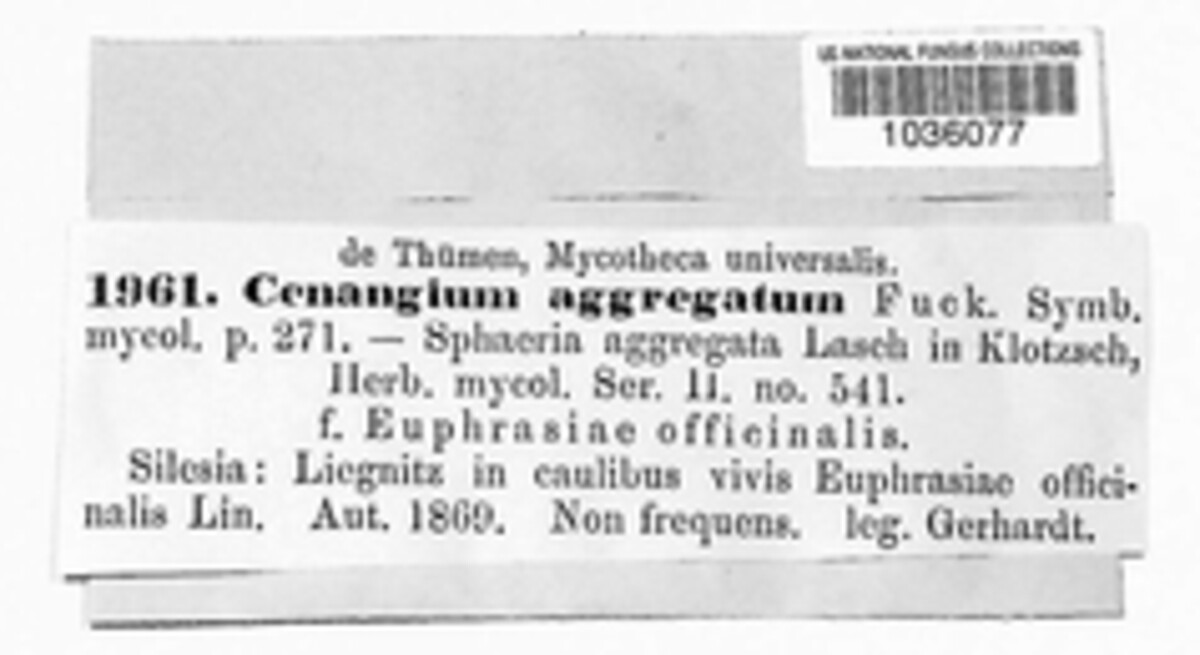 US NATIONAL FUNGUS COLLECTIONS
1036077
de Thümen, Mycotheca universalis.
1961. Cenangium aggregatum Fuck. Symb.
mycol. p. 271. — Sphaeria aggregata Lasch in Klotzsch,
Herb. mycol. Ser. II. no. 541.
f. Euphrasiae officinalis.
Silesia: Liegnitz in caulibus vivis Euphrasiae offici-
nalis Lin. Aut. 1869. Non frequens. leg. Gerhardt.